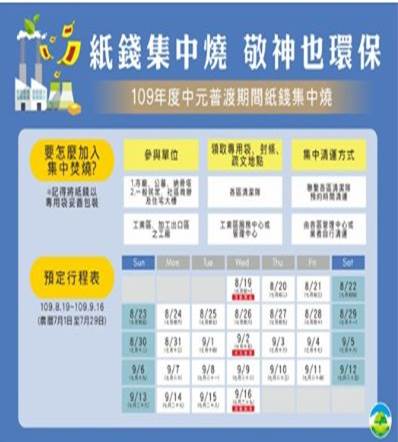 紙錢集中燒 敬神也環保
109年度中元普渡期間紙錢集中燒
要怎麼加入
集中焚燒?
※記得將紙錢以
專用袋妥善包裝
參與單位
領取專用袋、封條、
疏文地點
集中清運方式
1.寺廟、公墓、納骨塔
2.一般民眾、社區商辦
及住宅大樓
各區清潔隊
聯繫各區清潔隊
預約時間清運
工業區、加工出口區
之工廠
工業區服務中心或
管理中心
由各區管理中心或
業者自行清運
預定行程表
109.8.19~109.9.16
(農曆7月1日至7月29日)
Sun Mon Tue Wed Thu Fri Sat
8/19 8/20 8/21 8/22
8/23 8/24 8/25 8/26 8/27 8/28 8/29
8/30 8/31 9/1 9/2 9/3 9/4 9/5
9/6 9/7 9/8 9/9 9/10 9/11 9/12
9/13 9/14 9/15 9/16